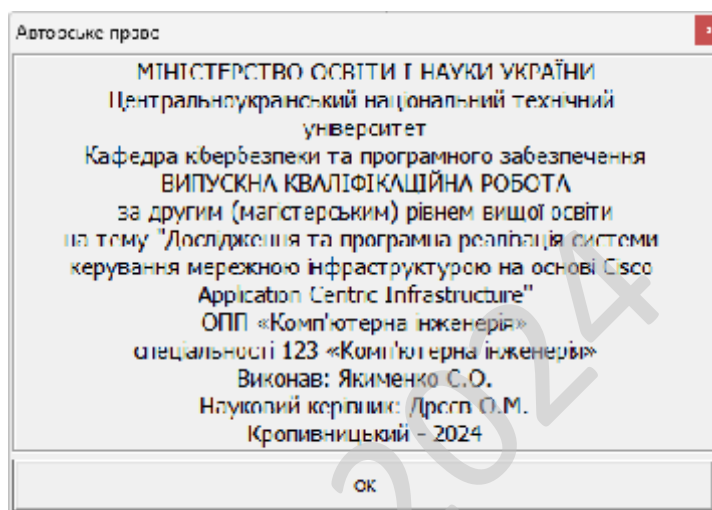 Авторське право
МІНІСТЕРСТВО ОСВІТИ І НАУКИ УКРАЇНИ
Центральноукраїнський національний технічний
університет
Кафедра кібербезпеки та програмного забезпечення
ВИПУСКНА КВАЛІФІКАЦІЙНА РОБОТА
за другим (магістерським) рівнем вищої освіти
на тему "Дослідження та програмна реалізація системи
керування мережною інфраструктурою на основі Cisco
Application Centric Infrastructure"
ОПП «Комп'ютерна інженерія»
спеціальності 123 «Комп'ютерна інженерія»
Виконав: Якименко С.О.
Науковий керівник: Дрєєв О.М.
Кропивницький - 2024
ОК
2024